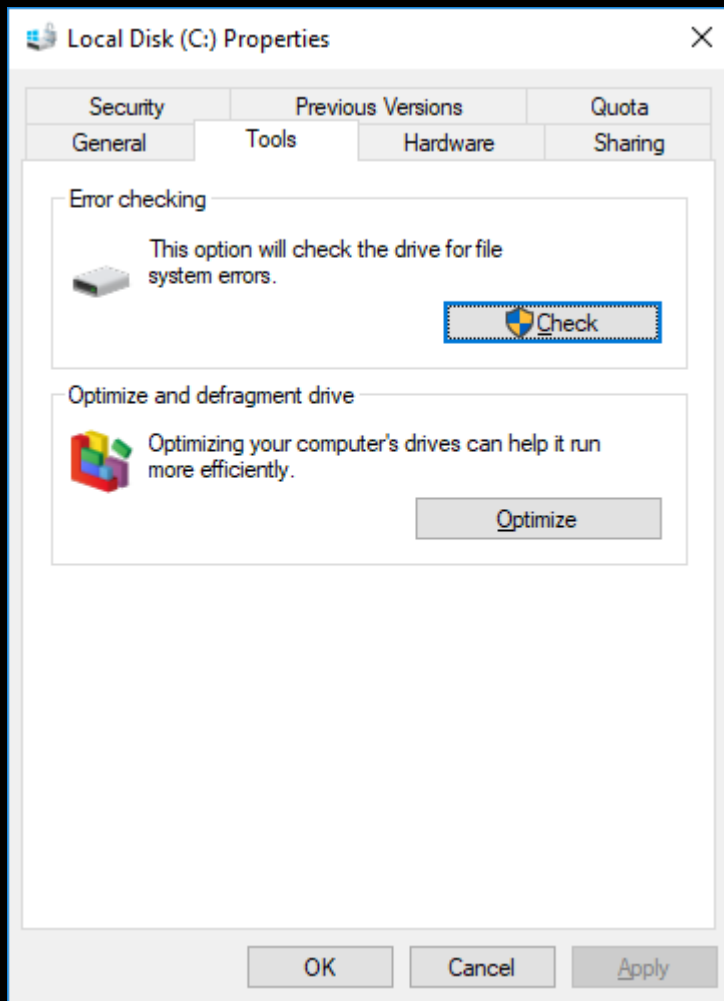 Local Disk (C:) Properties
Security Previous Versions Quota
General Tools Hardware Sharing
Error checking
This option will check the drive for file
system errors.
Check
Optimize and defragment drive
Optimizing your computer's drives can help it run
more efficiently.
Optimize
OK Cancel Apply